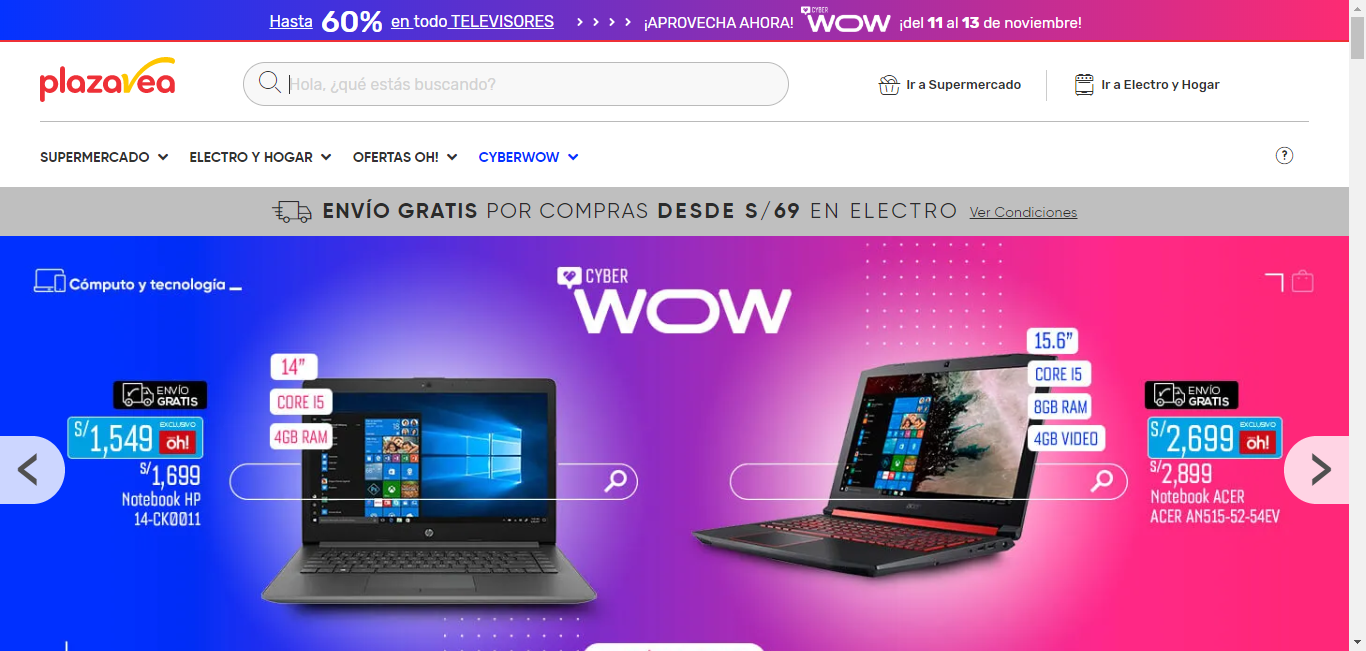 Hasta 60% en todo TELEVISORES > > > > ¡APROVECHA AHORA! CYBER WOW ¡del 11 al 13 de noviembre!
plazavea
Hola, ¿qué estás buscando?
Ir a Supermercado
Ir a Electro y Hogar
SUPERMERCADO
ELECTRO Y HOGAR
OFERTAS OH!
CYBERWOW
?
ENVÍO GRATIS POR COMPRAS DESDE S/69 EN ELECTRO Ver Condiciones
Cómputo y tecnología
CYBER
WOW
14"
CORE I5
4GB RAM
ENVÍO
GRATIS
S/1,549 EXCLUSIVO oh!
S/1,699
Notebook HP
14-CK0011
15.6"
CORE I5
8GB RAM
4GB VIDEO
ENVÍO
GRATIS
S/2,699 EXCLUSIVO oh!
S/2,899
Notebook ACER
ACER AN515-52-54EV